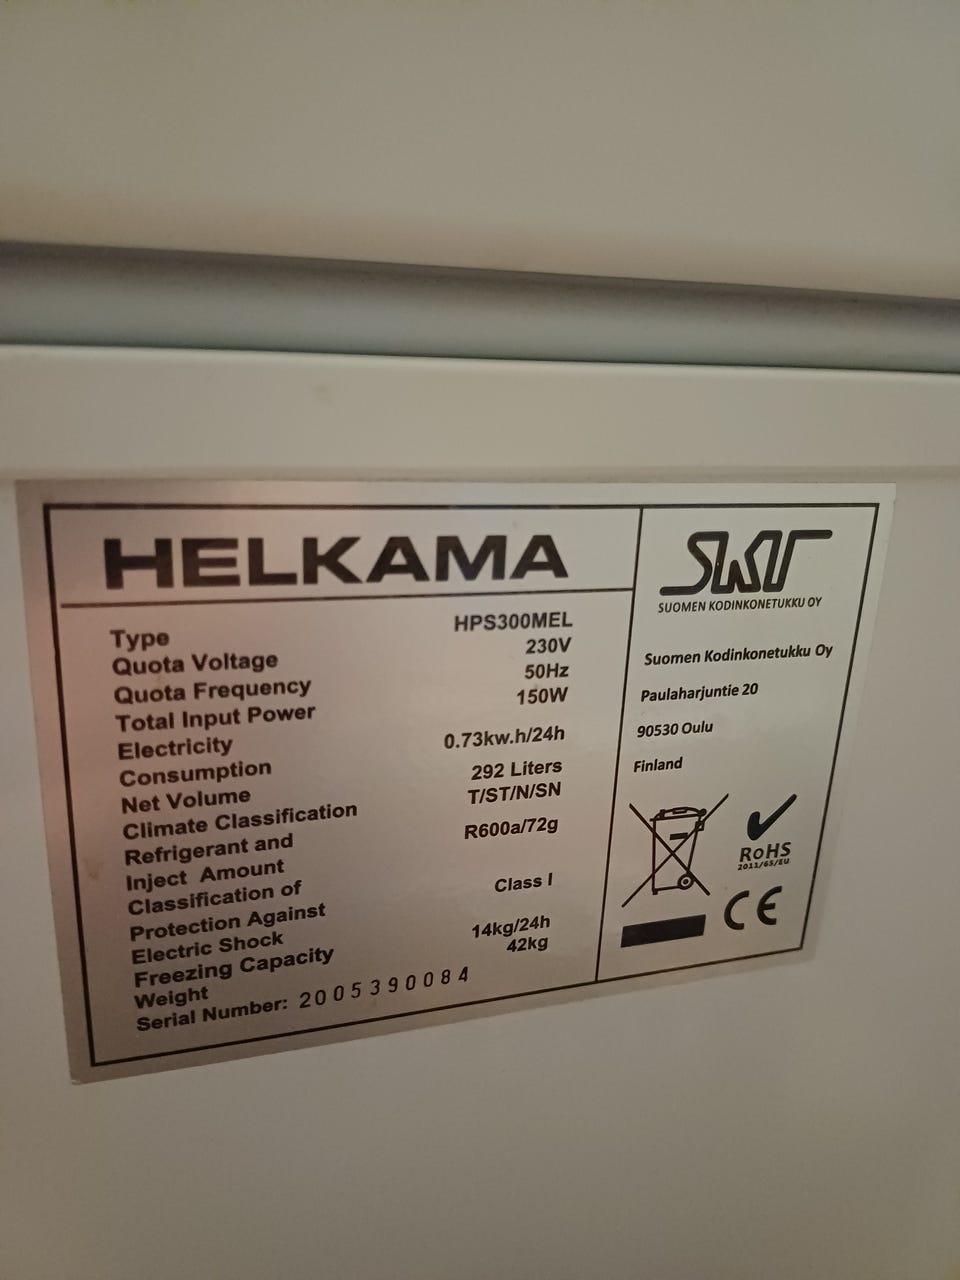 HELKAMA
Type HPS300MEL
Quota Voltage 230V
Quota Frequency 50Hz
Total Input Power 150W
Electricity
Consumption 0.73kw.h/24h
Net Volume 292 Liters
Climate Classification T/ST/N/SN
Refrigerant and
Inject Amount R600a/72g
Classification of
Protection Against
Electric Shock Class I
Freezing Capacity 14kg/24h
Weight 42kg
Serial Number: 2005390084
SKT
SUOMEN KODINKONETUKKU OY
Suomen Kodinkonetukku Oy
Paulaharjuntie 20
90530 Oulu
Finland
RoHS
2011/65/EU
CE